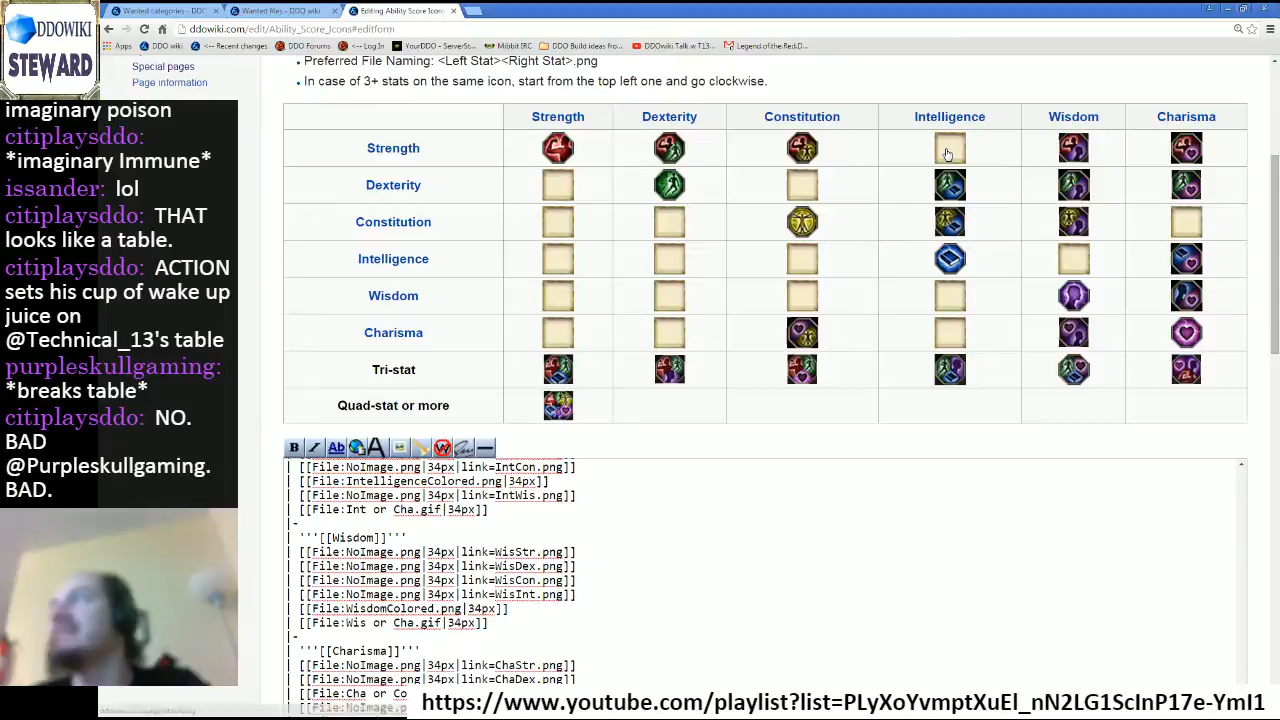 Wanted categories - DDO
Wanted files - DDO wiki
Editing Ability Score Icons
ddowiki.com/edit/Ability_Score_Icons#editform
Apps
DDO wiki
<- Recent changes
DDO Forums
<- Log In
YourDDO - ServerSt...
Mibbit IRC
DDO Build ideas from...
DDOwiki Talk w T13...
Legend.of.the.Red.D...
DDOWIKI
STEWARD
Special pages
Page information
• Preferred File Naming: <Left Stat><Right Stat>.png
• In case of 3+ stats on the same icon, start from the top left one and go clockwise.
Strength Dexterity Constitution Intelligence Wisdom Charisma
Strength
Dexterity
Constitution
Intelligence
Wisdom
Charisma
Tri-stat
Quad-stat or more
imaginary poison
citiplaysddo:
*imaginary Immune*
issander: lol
citiplaysddo: THAT
looks like a table.
citiplaysddo: ACTION
sets his cup of wake up
juice on
@Technical_13's table
purpleskullgaming:
*breaks table*
citiplaysddo: NO.
BAD
@Purpleskullgaming.
BAD.
B I Ab A W
| [[File:NoImage.png|34px|link=IntCon.png]]
| [[File:IntelligenceColored.png|34px]]
| [[File:NoImage.png|34px|link=IntWis.png]]
| [[File:Int or Cha.gif|34px]]
|-
| '''[[Wisdom]]'''
| [[File:NoImage.png|34px|link=WisStr.png]]
| [[File:NoImage.png|34px|link=WisDex.png]]
| [[File:NoImage.png|34px|link=WisCon.png]]
| [[File:NoImage.png|34px|link=WisInt.png]]
| [[File:WisdomColored.png|34px]]
| [[File:Wis or Cha.gif|34px]]
|-
| '''[[Charisma]]'''
| [[File:NoImage.png|34px|link=ChaStr.png]]
| [[File:NoImage.png|34px|link=ChaDex.png]]
| [[File:Cha or Co
https://www.youtube.com/playlist?list=PLyXoYvmptXuEl_nN2LG1ScInP17e-YmI1